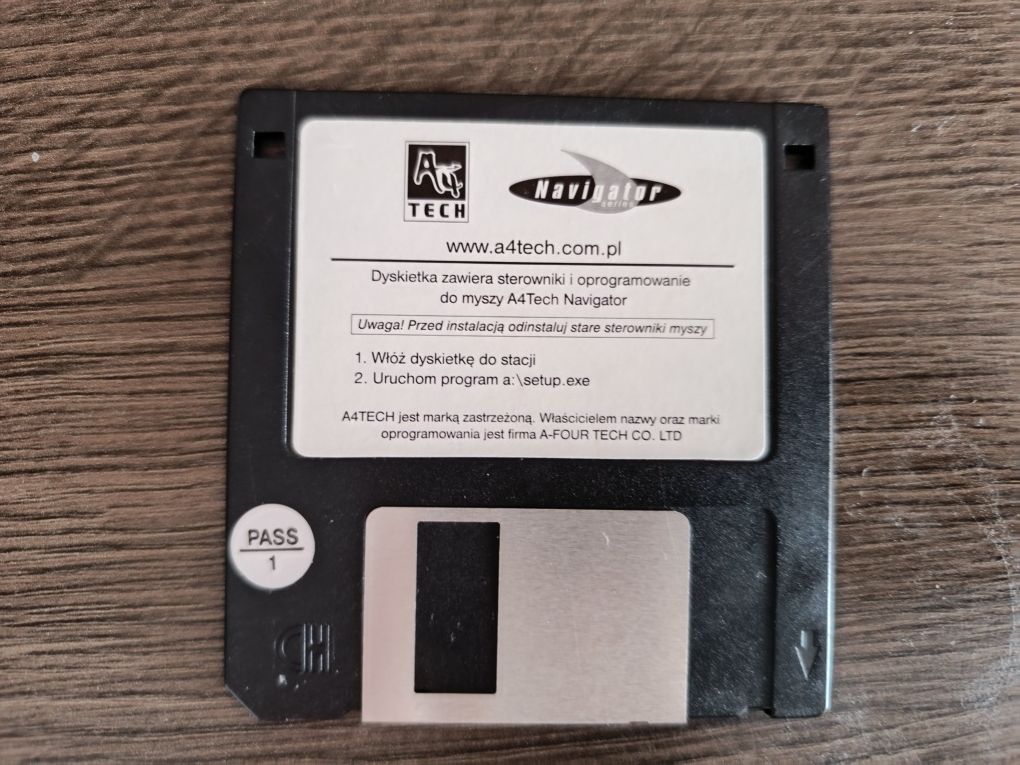 A4
TECH
Navigator
series
www.a4tech.com.pl
Dyskietka zawiera sterowniki i oprogramowanie
do myszy A4Tech Navigator
Uwaga! Przed instalacją odinstaluj stare sterowniki myszy
1. Włóż dyskietkę do stacji
2. Uruchom program a:\setup.exe
A4TECH jest marką zastrzeżoną. Właścicielem nazwy oraz marki
oprogramowania jest firma A-FOUR TECH CO. LTD
PASS
1
HD